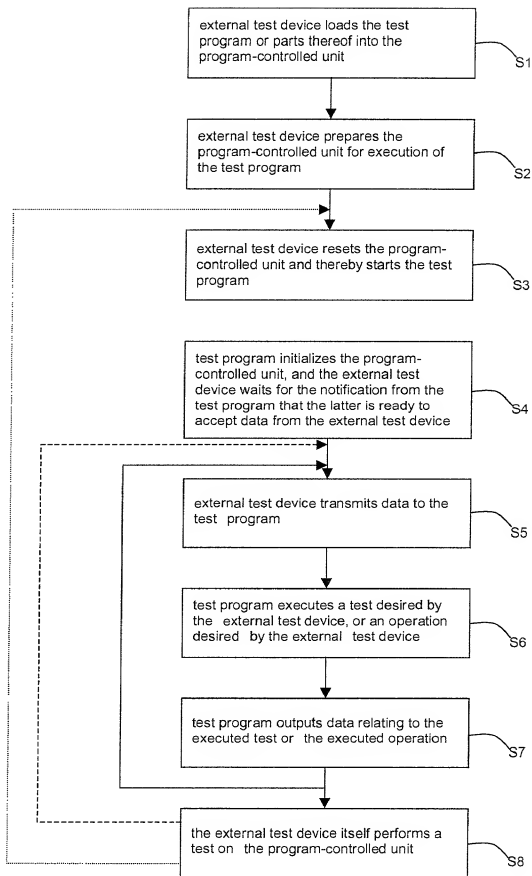 external test device loads the test
program or parts thereof into the
program-controlled unit
S1
external test device prepares the
program-controlled unit for execution of
the test program
S2
external test device resets the program-
controlled unit and thereby starts the test
program
S3
test program initializes the program-
controlled unit, and the external test
device waits for the notification from the
test program that the latter is ready to
accept data from the external test device
S4
external test device transmits data to the
test program
S5
test program executes a test desired by
the external test device, or an operation
desired by the external test device
S6
test program outputs data relating to the
executed test or the executed operation
S7
the external test device itself performs a
test on the program-controlled unit
S8